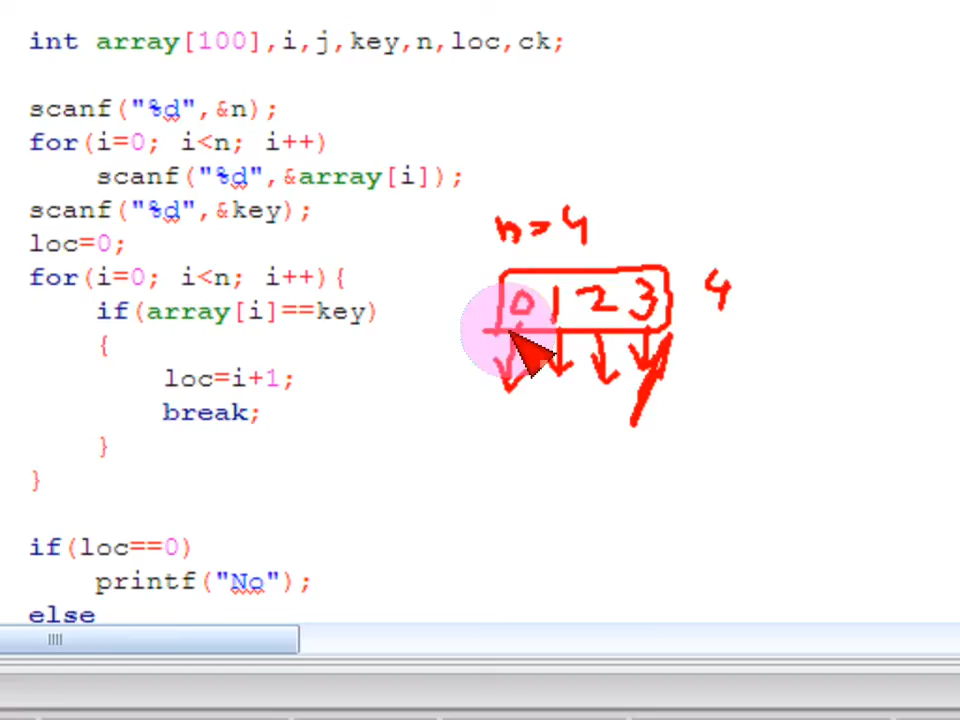 int array[100],i,j,key,n,loc,ck;
scanf("%d",&n);
for(i=0; i<n; i++)
scanf("%d",&array[i]);
scanf("%d",&key);
n=4
loc=0;
for(i=0; i<n; i++){
0 1 2 3 4
if(array[i]==key)
{
loc=i+1;
break;
}
}
if(loc==0)
printf("No");
else